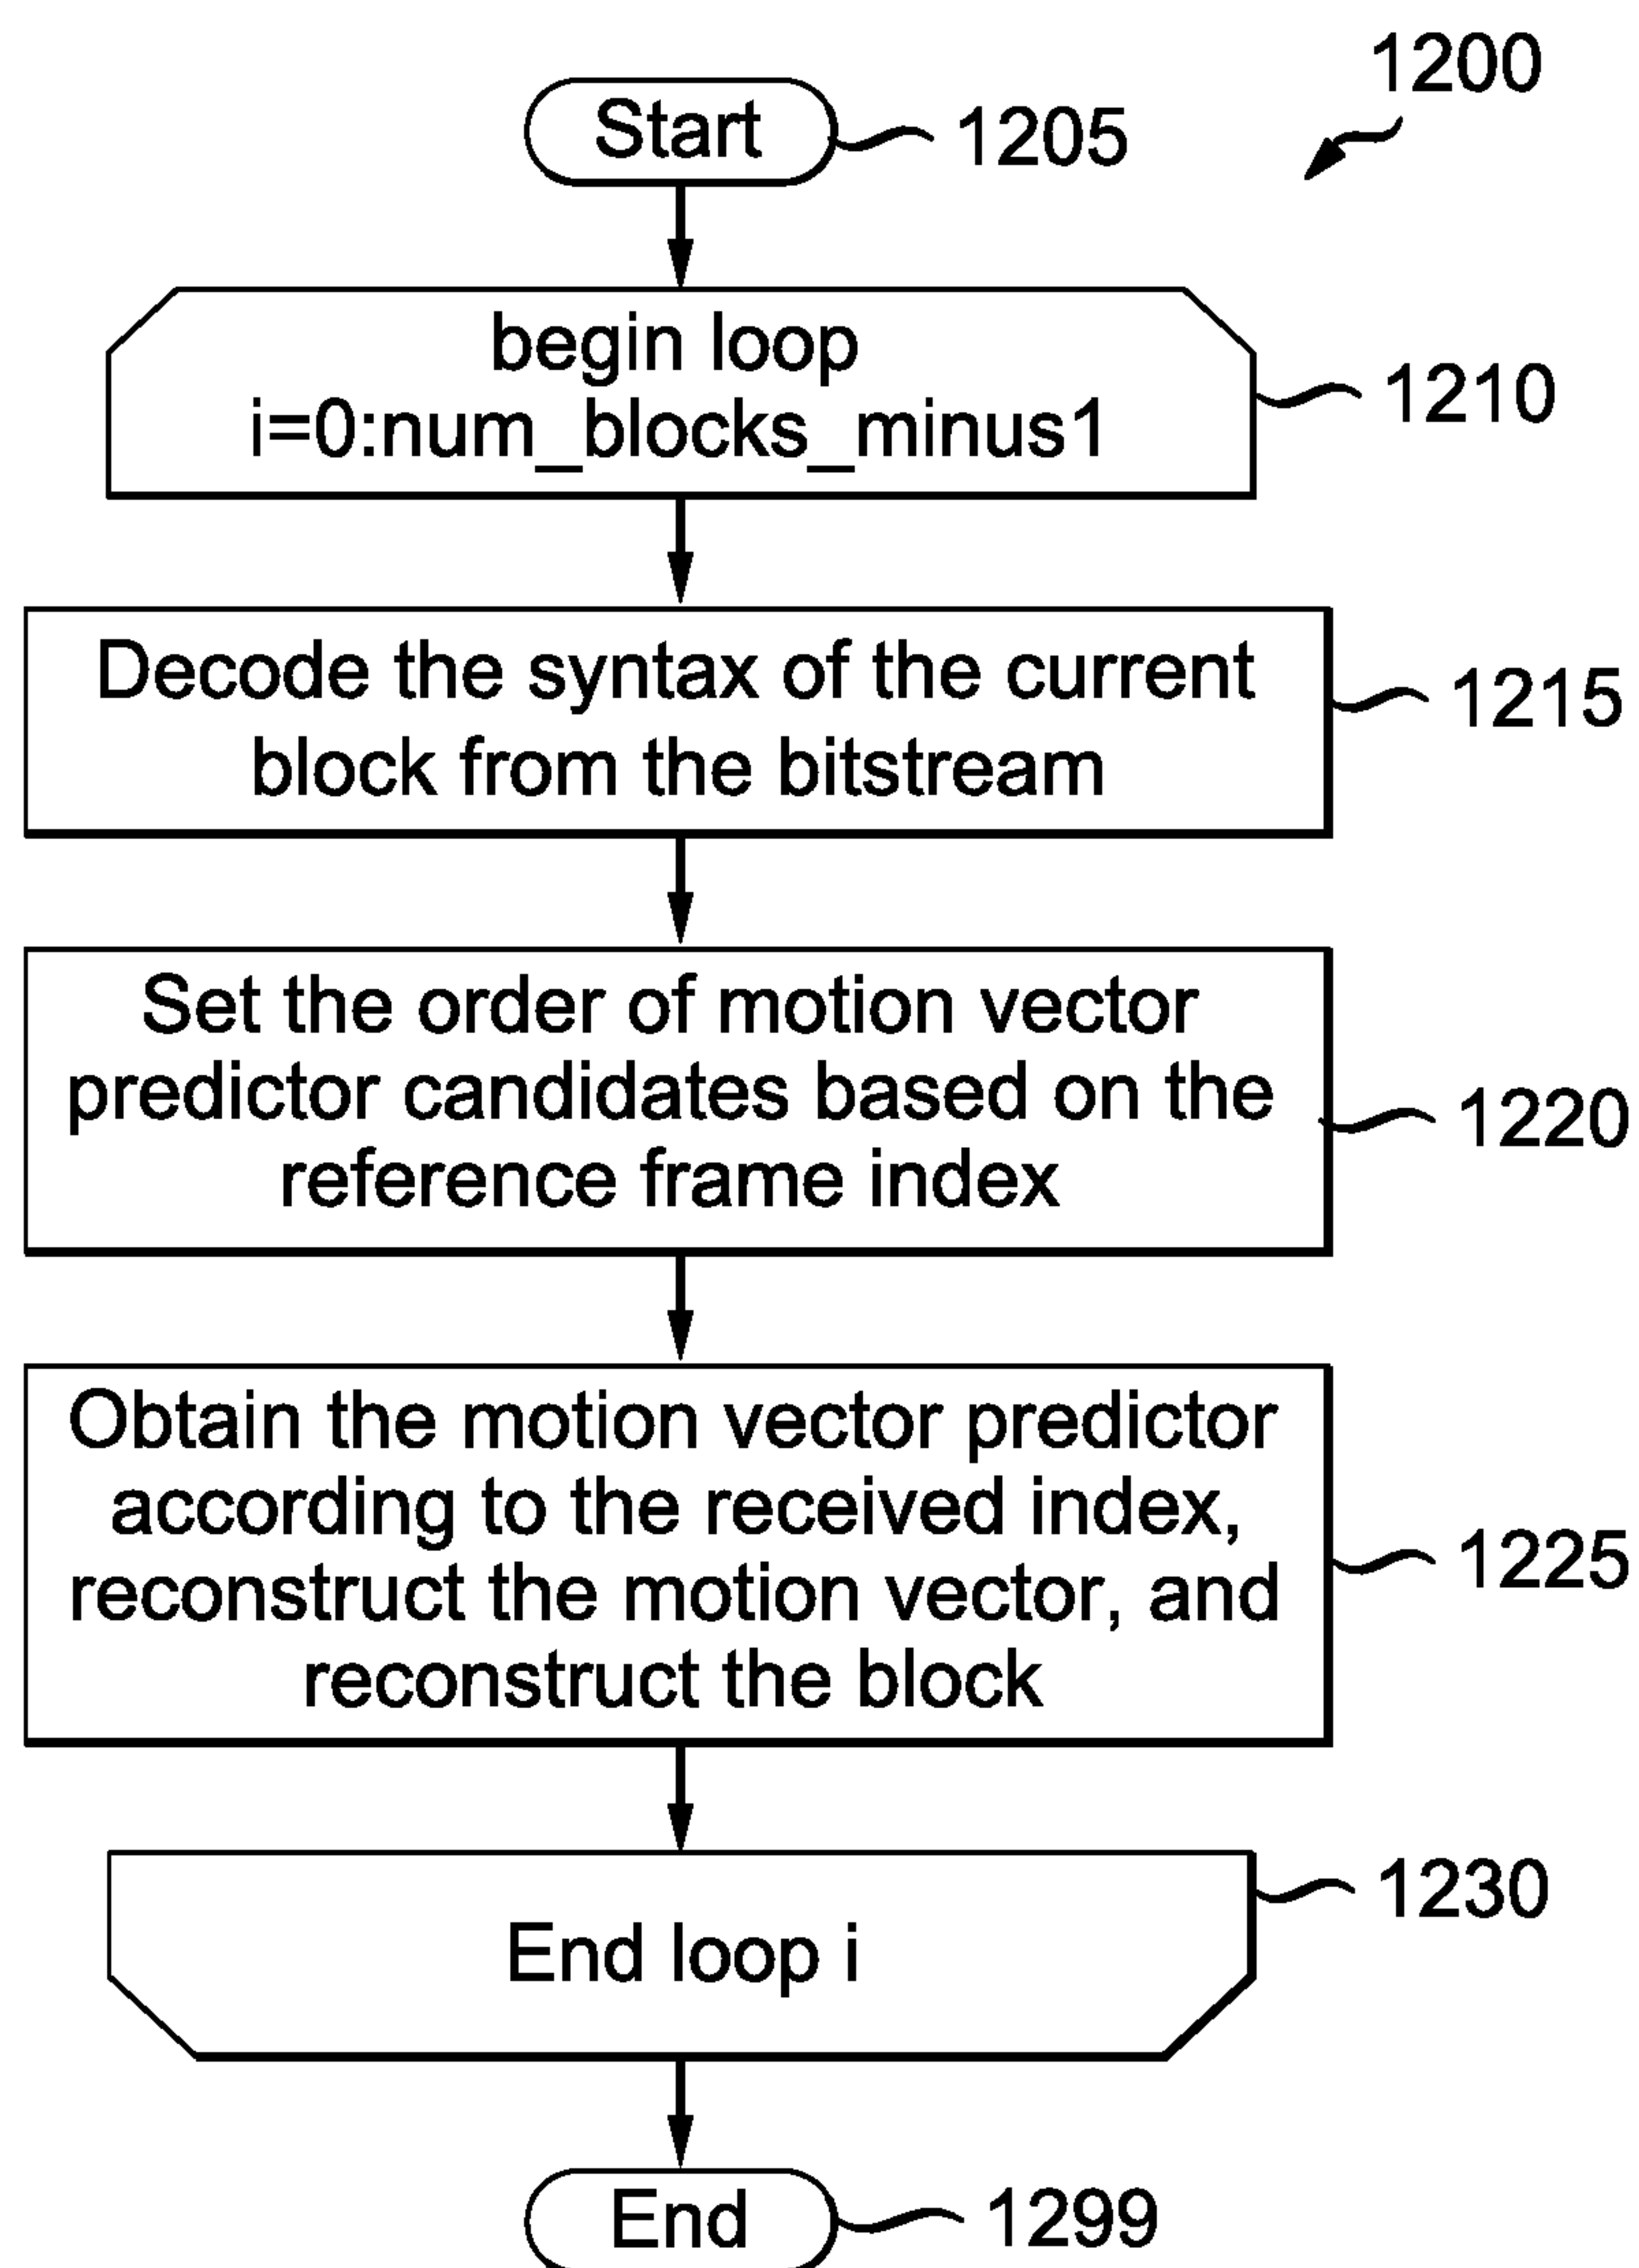 1200
Start
1205
begin loop
i=0:num_blocks_minus1
1210
Decode the syntax of the current
block from the bitstream
1215
Set the order of motion vector
predictor candidates based on the
reference frame index
1220
Obtain the motion vector predictor
according to the received index,
reconstruct the motion vector, and
reconstruct the block
1225
End loop i
1230
End
1299